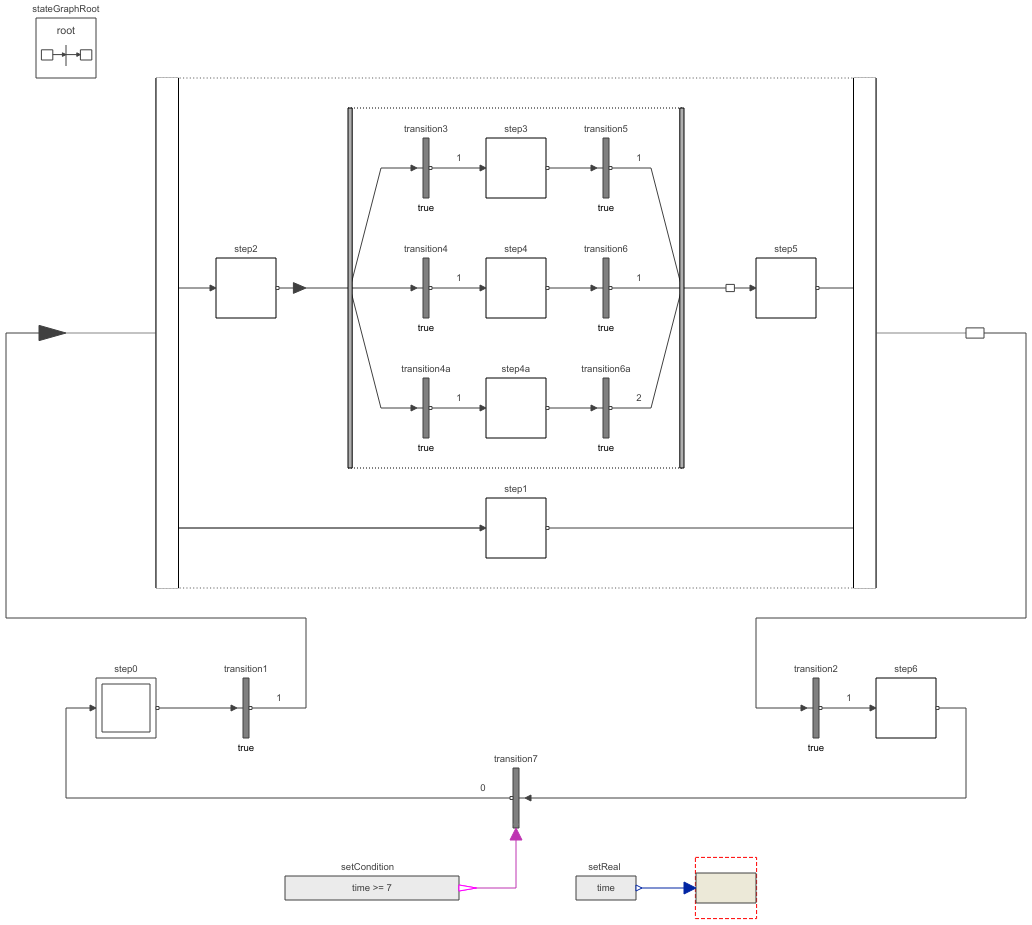 stateGraphRoot
root
transition3
step3
transition5
1
1
true
true
step2
transition4
step4
transition6
step5
1
1
true
true
transition4a
step4a
transition6a
1
2
true
true
step1
step0
transition1
transition2
step6
1
1
true
true
transition7
0
setCondition
setReal
time >= 7
time